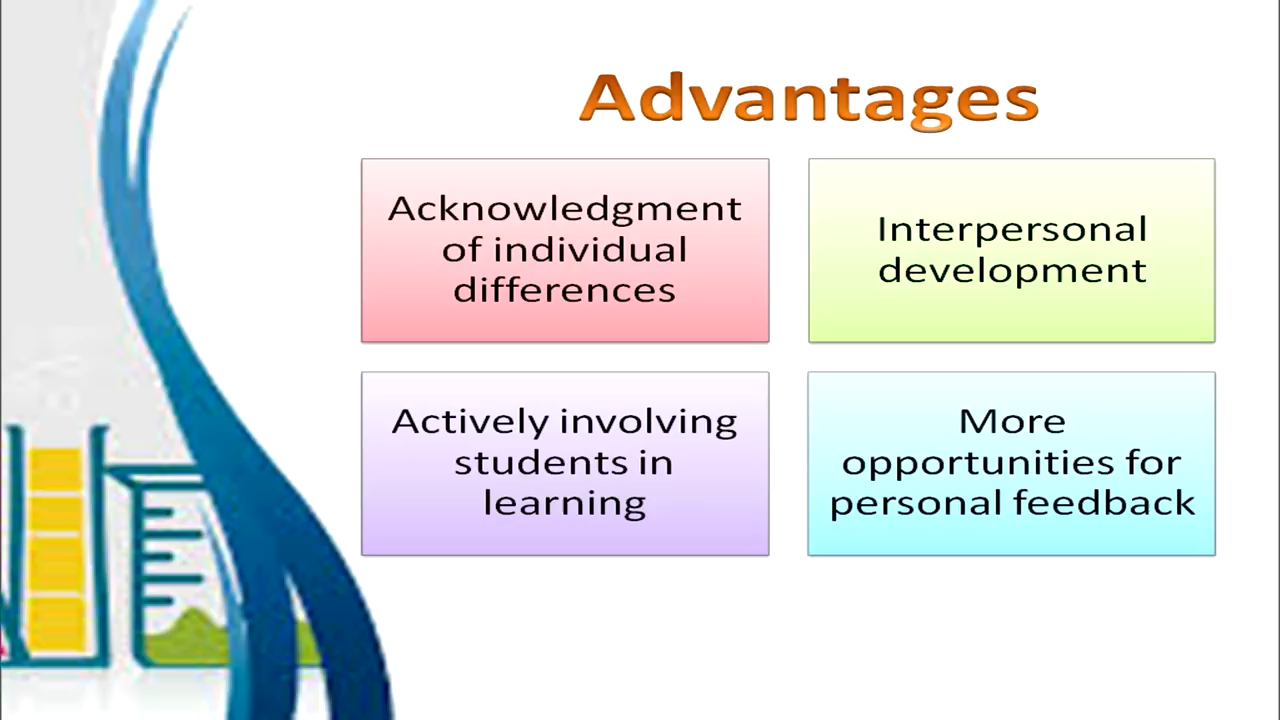 Advantages
Acknowledgment
of individual
differences
Interpersonal
development
Actively involving
students in
learning
More
opportunities for
personal feedback